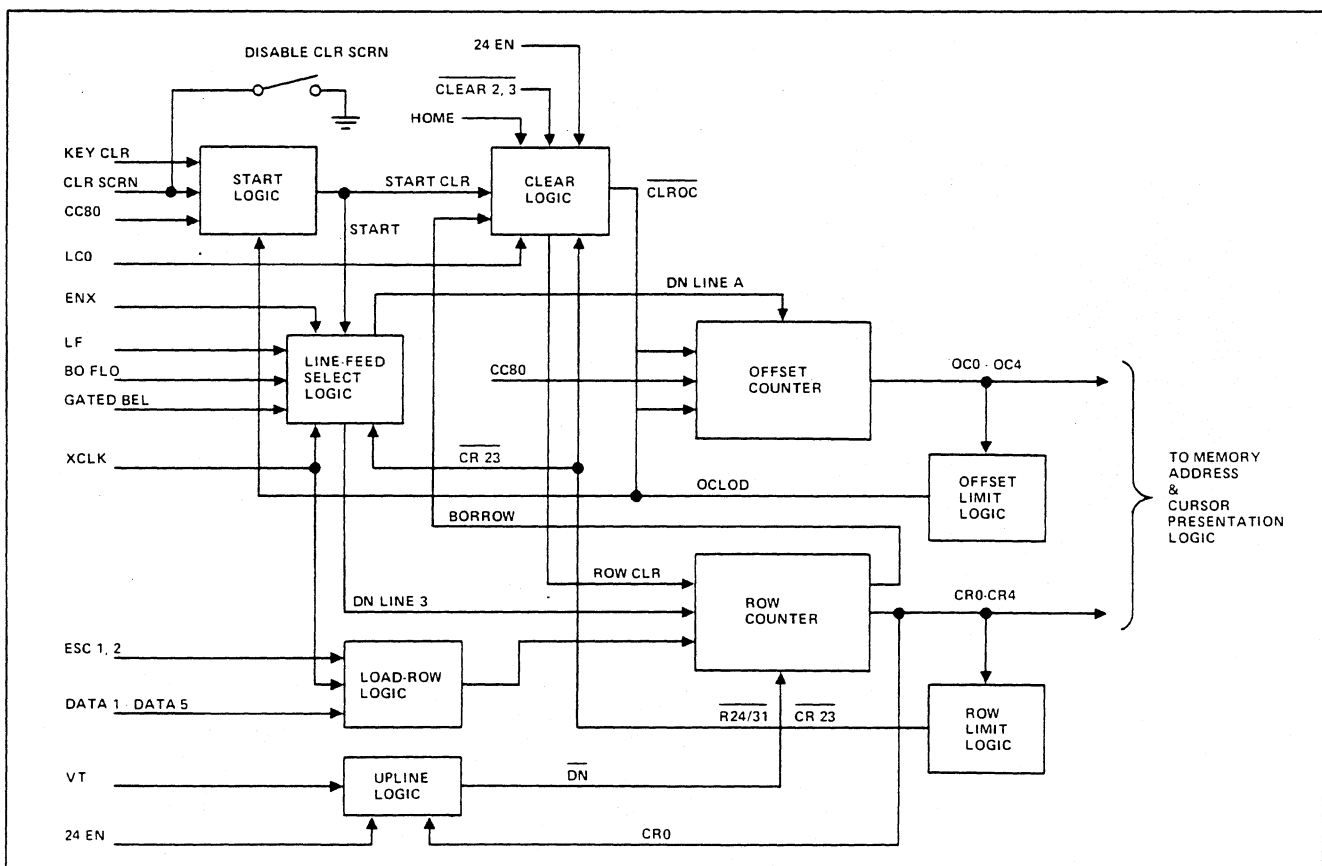 DISABLE CLR SCRN
24 EN
CLEAR 2, 3
HOME
KEY CLR
CLR SCRN
CC80
START
LOGIC
START CLR
CLEAR
LOGIC
CLROC
START
LC0
ENX
DN LINE A
LF
BO FLO
GATED BEL
LINE-FEED
SELECT
LOGIC
CC80
OFFSET
COUNTER
OC0 - OC4
XCLK
CR 23
OCLOD
OFFSET
LIMIT
LOGIC
TO MEMORY
ADDRESS
&
CURSOR
PRESENTATION
LOGIC
BORROW
ROW CLR
DN LINE 3
ROW
COUNTER
CR0-CR4
ESC 1, 2
DATA 1 - DATA 5
LOAD-ROW
LOGIC
R24/31
CR 23
ROW
LIMIT
LOGIC
VT
UPLINE
LOGIC
DN
24 EN
CR0